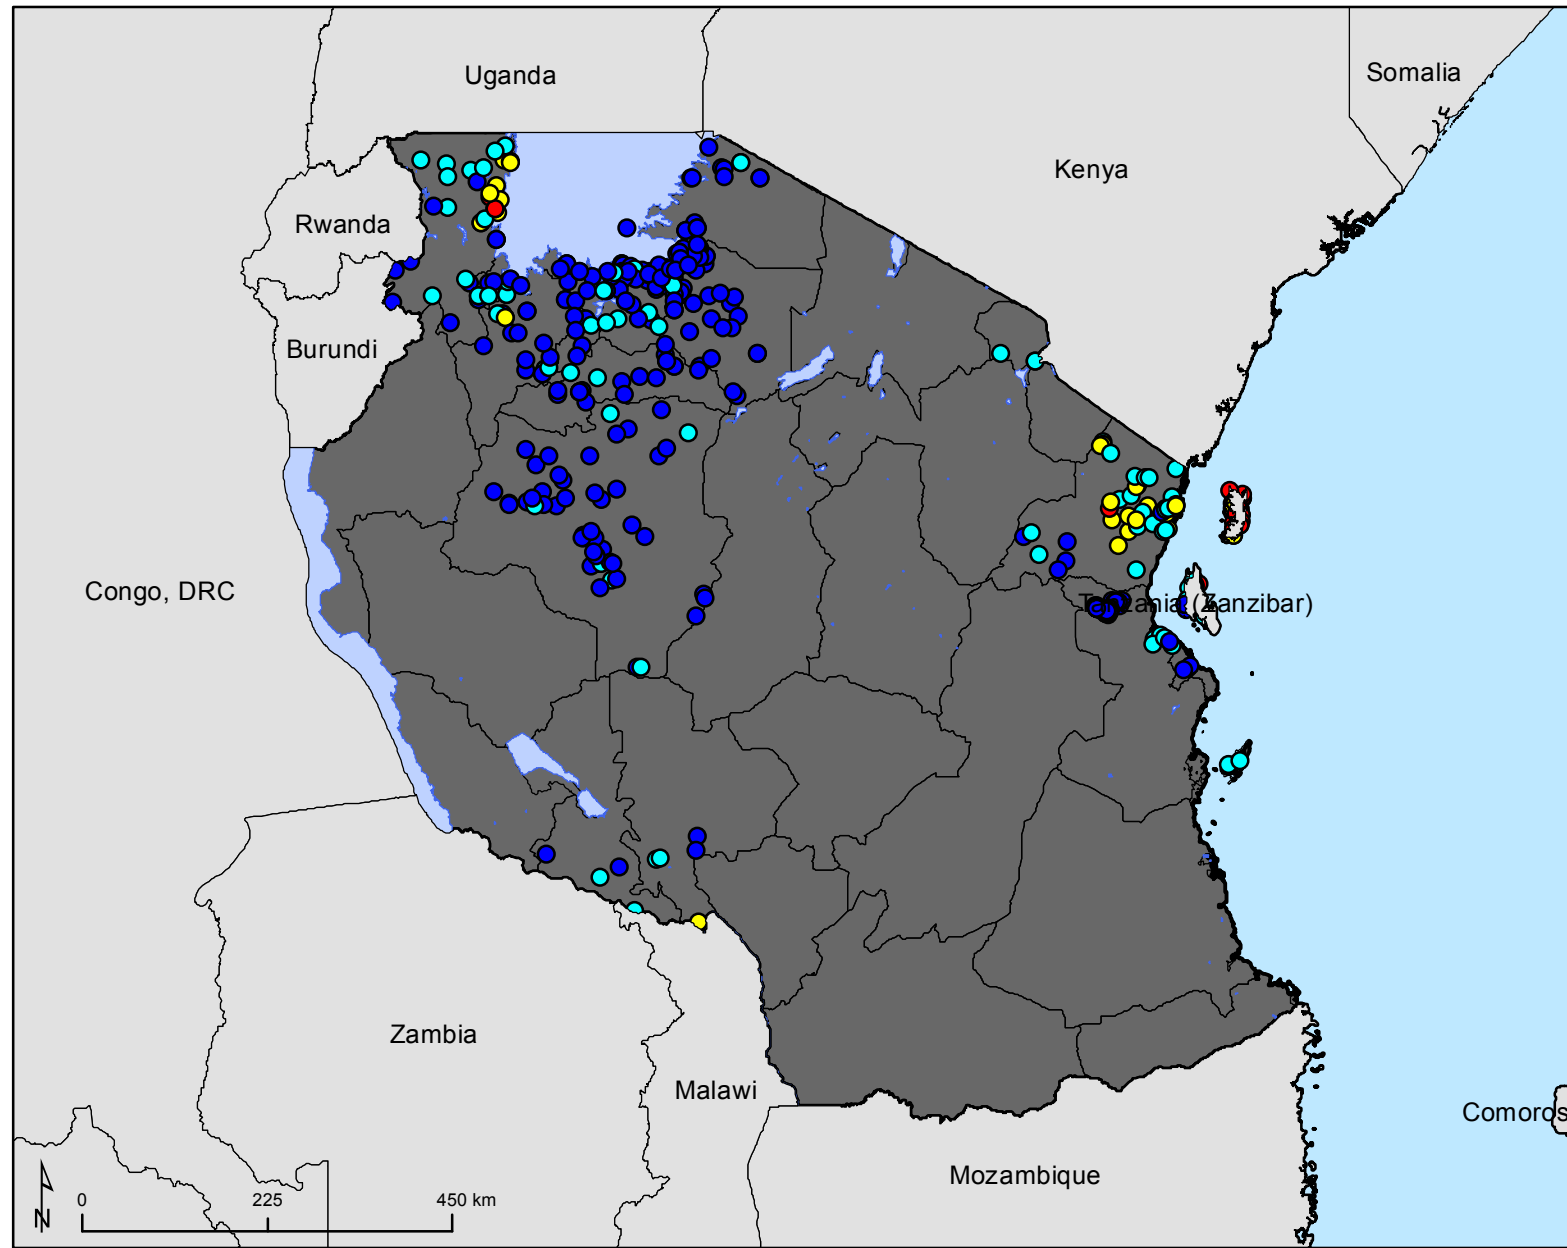 Uganda
Somalia
Kenya
Rwanda
Burundi
Congo, DRC
Tanzania (Zanzibar)
Zambia
Malawi
Comoros
Mozambique
N
0 225 450 km